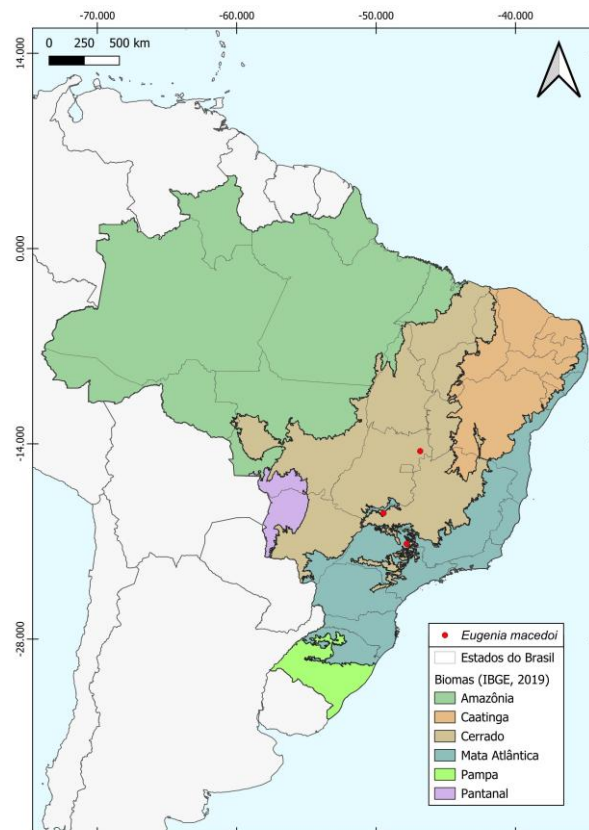 -70.000 -60.000 -50.000 -40.000
0 250 500 km
14.000
0.000
-14.000
-28.000
Eugenia macedoi
Estados do Brasil
Biomas (IBGE, 2019)
Amazônia
Caatinga
Cerrado
Mata Atlântica
Pampa
Pantanal